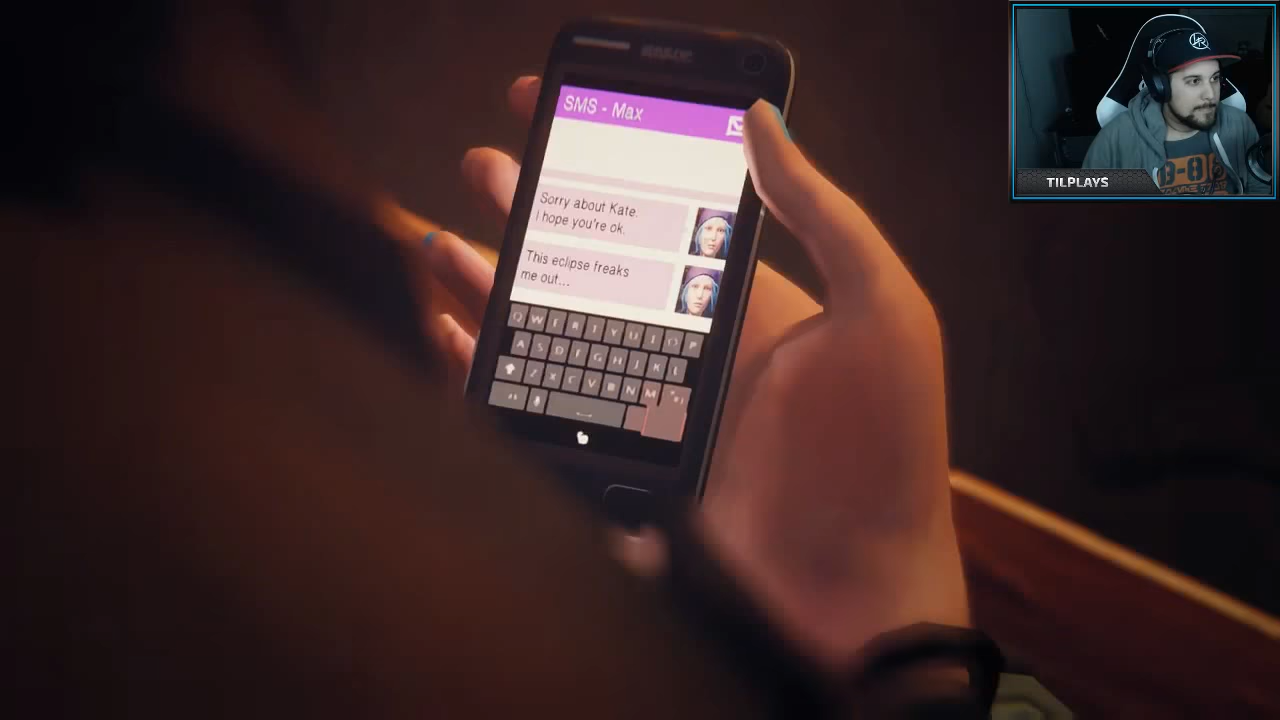 SMS - Max
Sorry about Kate.
I hope you're ok.
This eclipse freaks
me out...
Q W E R T Y U I O P
A S D F G H J K L
Z X C V B N M
TILPLAYS